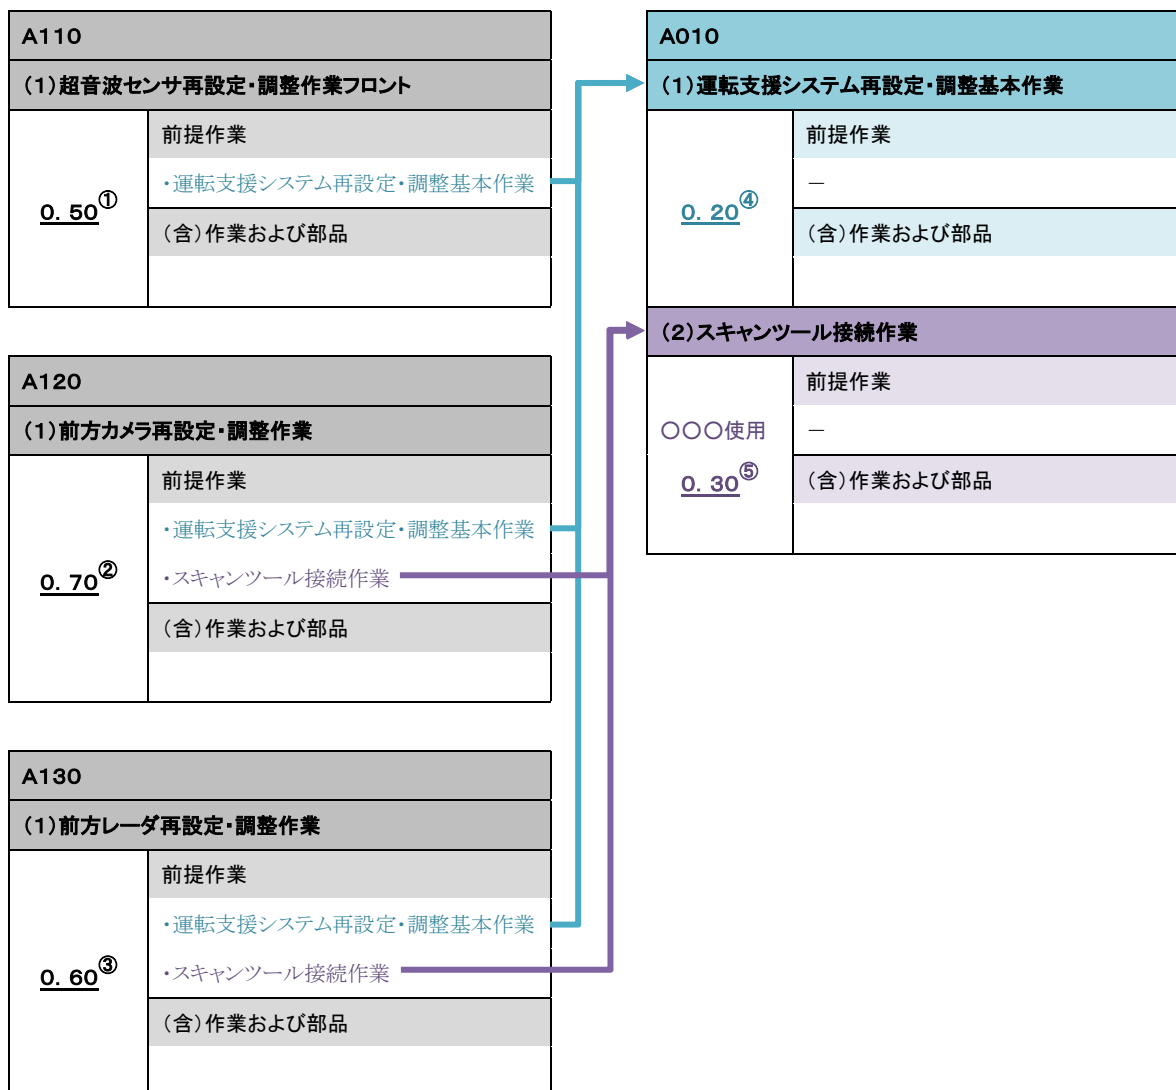 A110
（1）超音波センサ再設定・調整作業フロント
前提作業
・運転支援システム再設定・調整基本作業
0．50①
（含）作業および部品
A120
（1）前方カメラ再設定・調整作業
前提作業
・運転支援システム再設定・調整基本作業
・スキャンツール接続作業
0．70②
（含）作業および部品
A130
（1）前方レーダ再設定・調整作業
前提作業
・運転支援システム再設定・調整基本作業
・スキャンツール接続作業
0．60③
（含）作業および部品
A010
（1）運転支援システム再設定・調整基本作業
前提作業
－
0．20④
（含）作業および部品
（2）スキャンツール接続作業
前提作業
〇〇〇使用
－
0．30⑤
（含）作業および部品